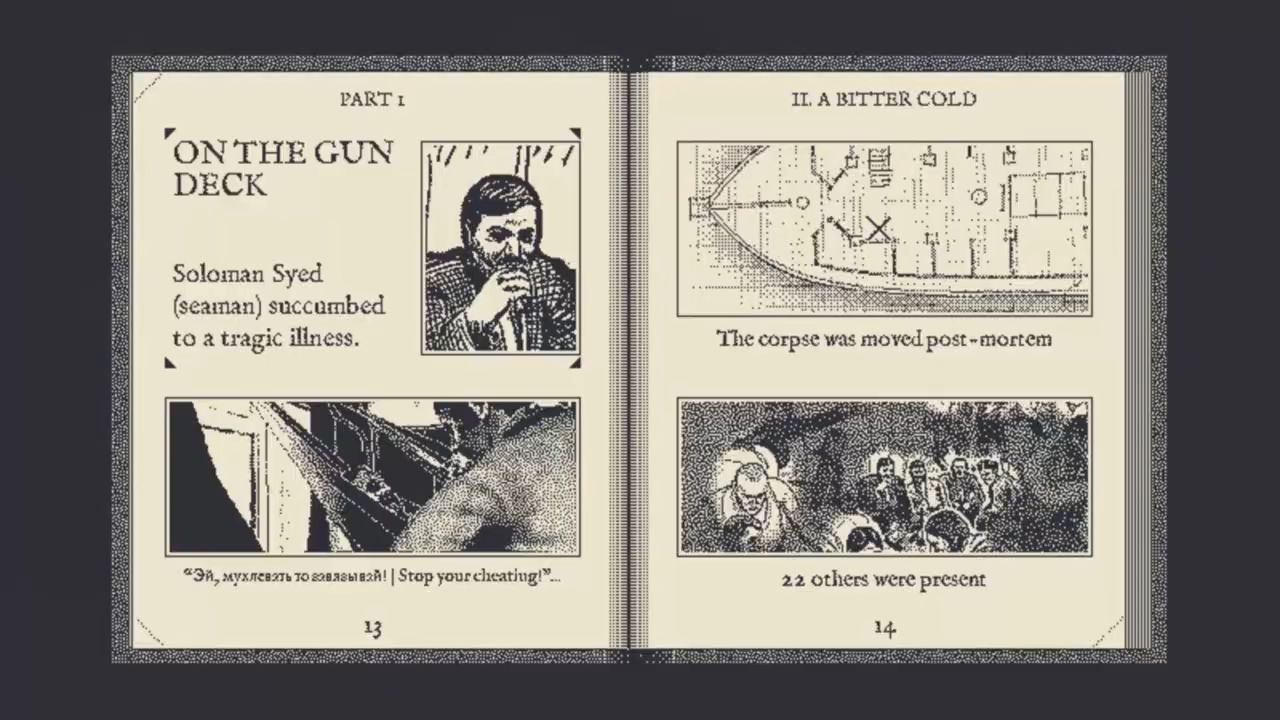 PART 1
ON THE GUN
DECK
Soloman Syed
(seaman) succumbed
to a tragic illness.
"Эй, мухлевать то завязывай! | Stop your cheating!"...
13
II. A BITTER COLD
The corpse was moved post-mortem
22 others were present
14